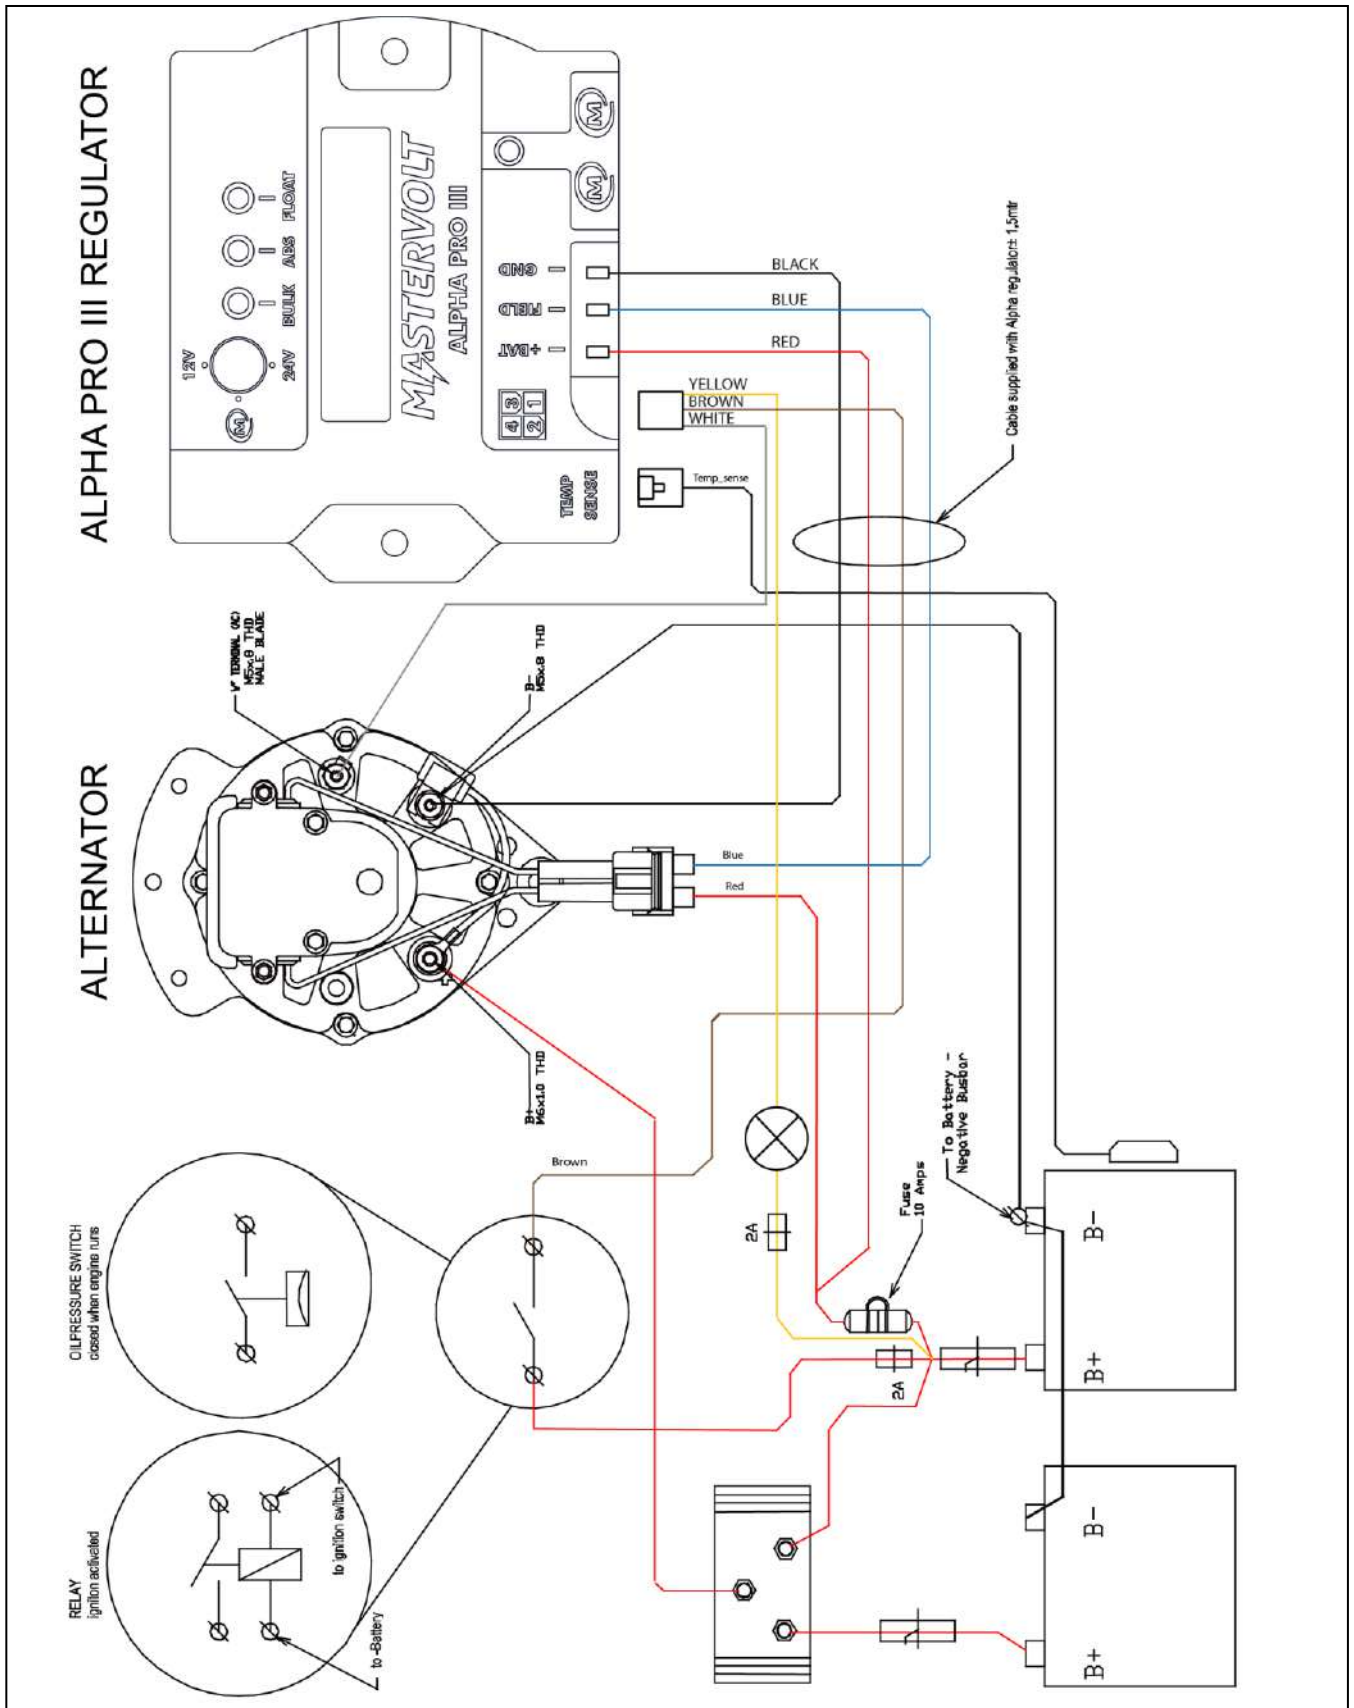 ALPHA PRO III REGULATOR
12V
24V
BULK
ABS
FLOAT
MASTERVOLT
ALPHA PRO III
GND
FIELD
+BAT
4 3
2 1
TEMP
SENSE
M
M
M
BLACK
BLUE
RED
YELLOW
BROWN
WHITE
Temp_sense
Cable supplied with Alpha regulator± 1,5mtr
ALTERNATOR
TERMINAL (AC)
M5x.8 THD
MALE BLADE
B-
M5x.8 THD
Blue
Red
B+
M6x1.0 THD
Brown
OILPRESSURE SWITCH
closed when engine runs
RELAY
ignition activated
to ignition switch
to -Battery
2A
Fuse
10 Amps
2A
To Battery -
Negative Busbar
B-
B+
B-
B+